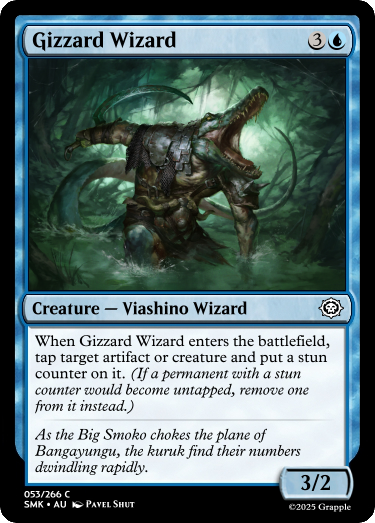 Gizzard Wizard 3
Creature — Viashino Wizard
When Gizzard Wizard enters the battlefield,
tap target artifact or creature and put a stun
counter on it. (If a permanent with a stun
counter would become untapped, remove one
from it instead.)
As the Big Smoko chokes the plane of
Bangayungu, the kuruk find their numbers
dwindling rapidly.
3/2
053/266 C
SMK • AU Pavel Shut
©2025 Grapple